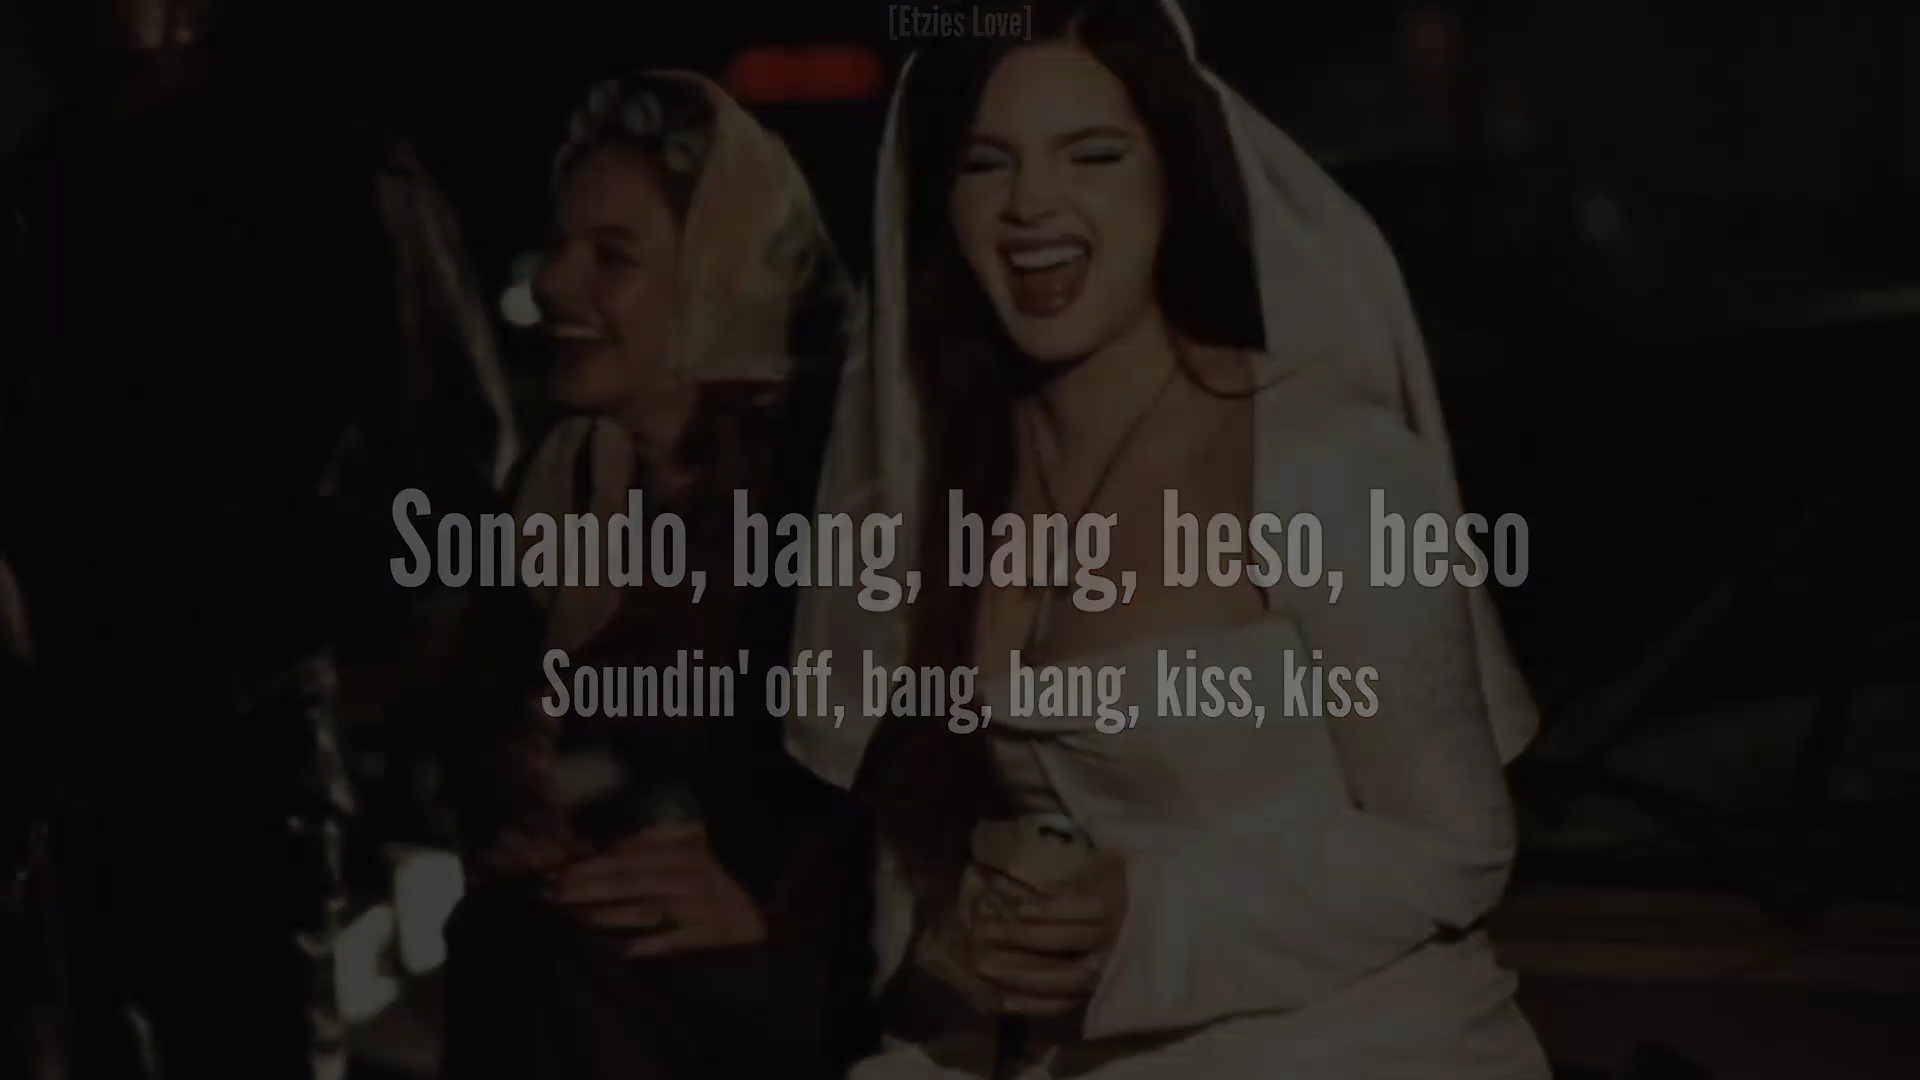 [Etzies Love]
Sonando, bang, bang, beso, beso
Soundin' off, bang, bang, kiss, kiss